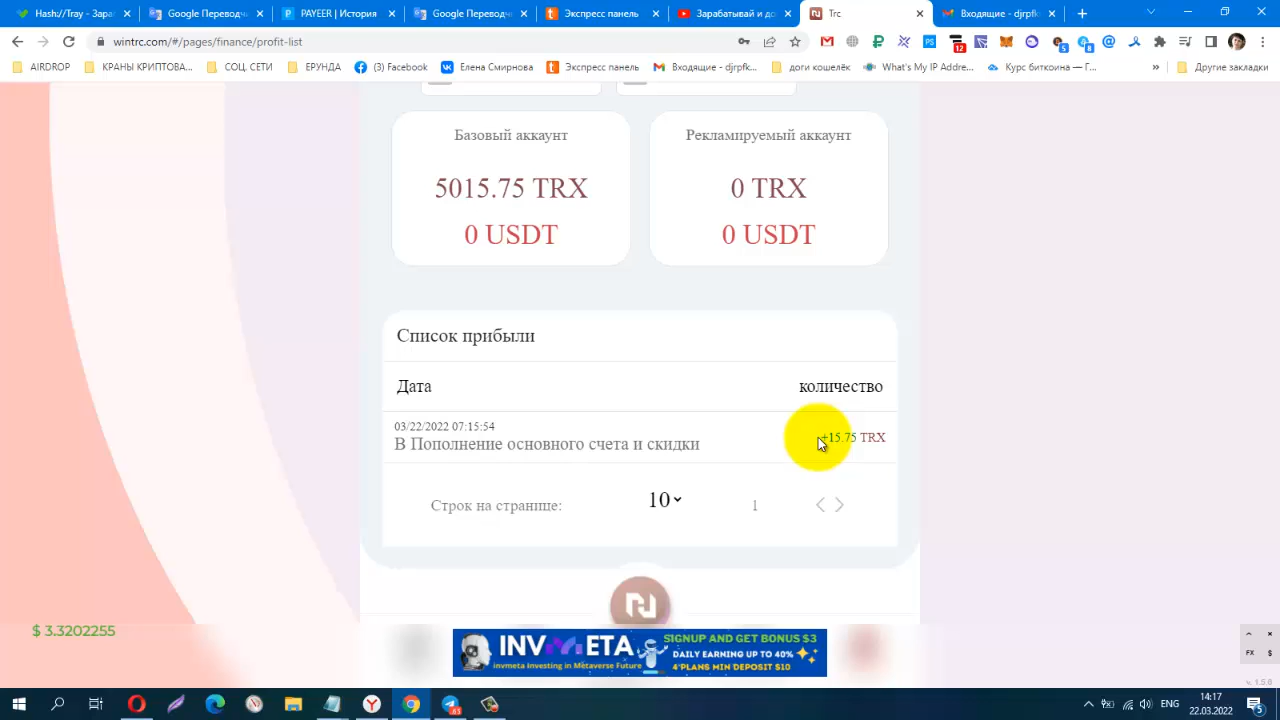 Hash://Tray - Зараб
Google Переводч
PAYEER | История
Google Переводч
Экспресс панель
Зарабатывай и до
Trc
Входящие - djrpfk
wintrc.com/#/pages/finance/profit-list
AIRDROP
КРАНЫ КРИПТОВА...
СОЦ. СЕТИ
ЕРУНДА
(3) Facebook
Елена Смирнова
Экспресс панель
Входящие - djrpfk...
доги кошелёк
What's My IP Addre...
Курс биткоина — Г...
»
Другие закладки
Базовый аккаунт
5015.75 TRX
0 USDT
Рекламируемый аккаунт
0 TRX
0 USDT
Список прибыли
Дата
количество
03/22/2022 07:15:54
В Пополнение основного счета и скидки
+15.75 TRX
Строк на странице:
10
1
$ 3.3202255
INVMETA
invmeta Investing in Metaverse Future
SIGNUP AND GET BONUS $3
DAILY EARNING UP TO 40%
4 PLANS MIN DEPOSIT $10
FX $
v. 1.5.0
ENG
14:17
22.03.2022